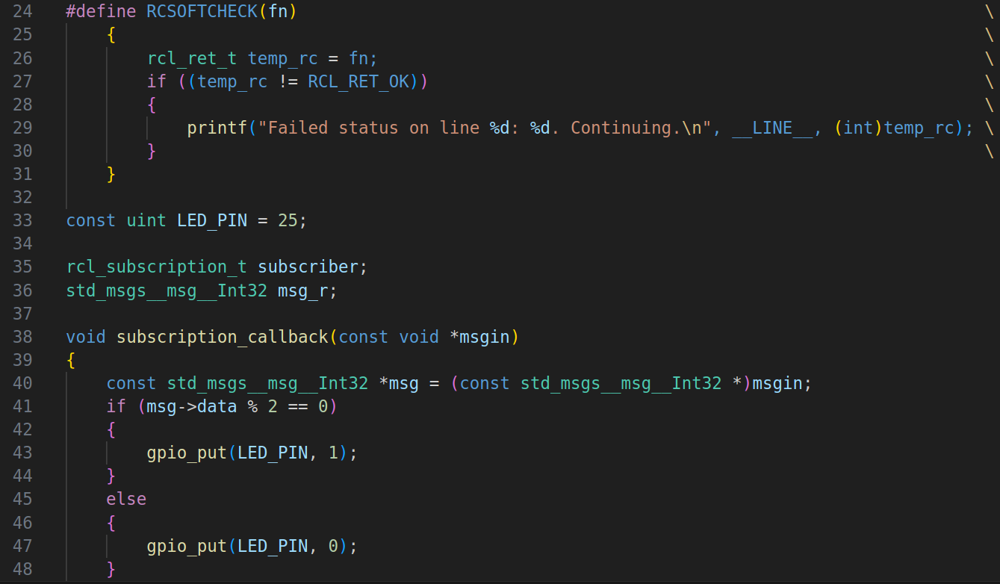 24 #define RCSOFTCHECK(fn) \
25 { \
26 rcl_ret_t temp_rc = fn; \
27 if ((temp_rc != RCL_RET_OK)) \
28 { \
29 printf("Failed status on line %d: %d. Continuing.\n", __LINE__, (int)temp_rc); \
30 } \
31 }
32
33 const uint LED_PIN = 25;
34
35 rcl_subscription_t subscriber;
36 std_msgs__msg__Int32 msg_r;
37
38 void subscription_callback(const void *msgin)
39 {
40 const std_msgs__msg__Int32 *msg = (const std_msgs__msg__Int32 *)msgin;
41 if (msg->data % 2 == 0)
42 {
43 gpio_put(LED_PIN, 1);
44 }
45 else
46 {
47 gpio_put(LED_PIN, 0);
48 }